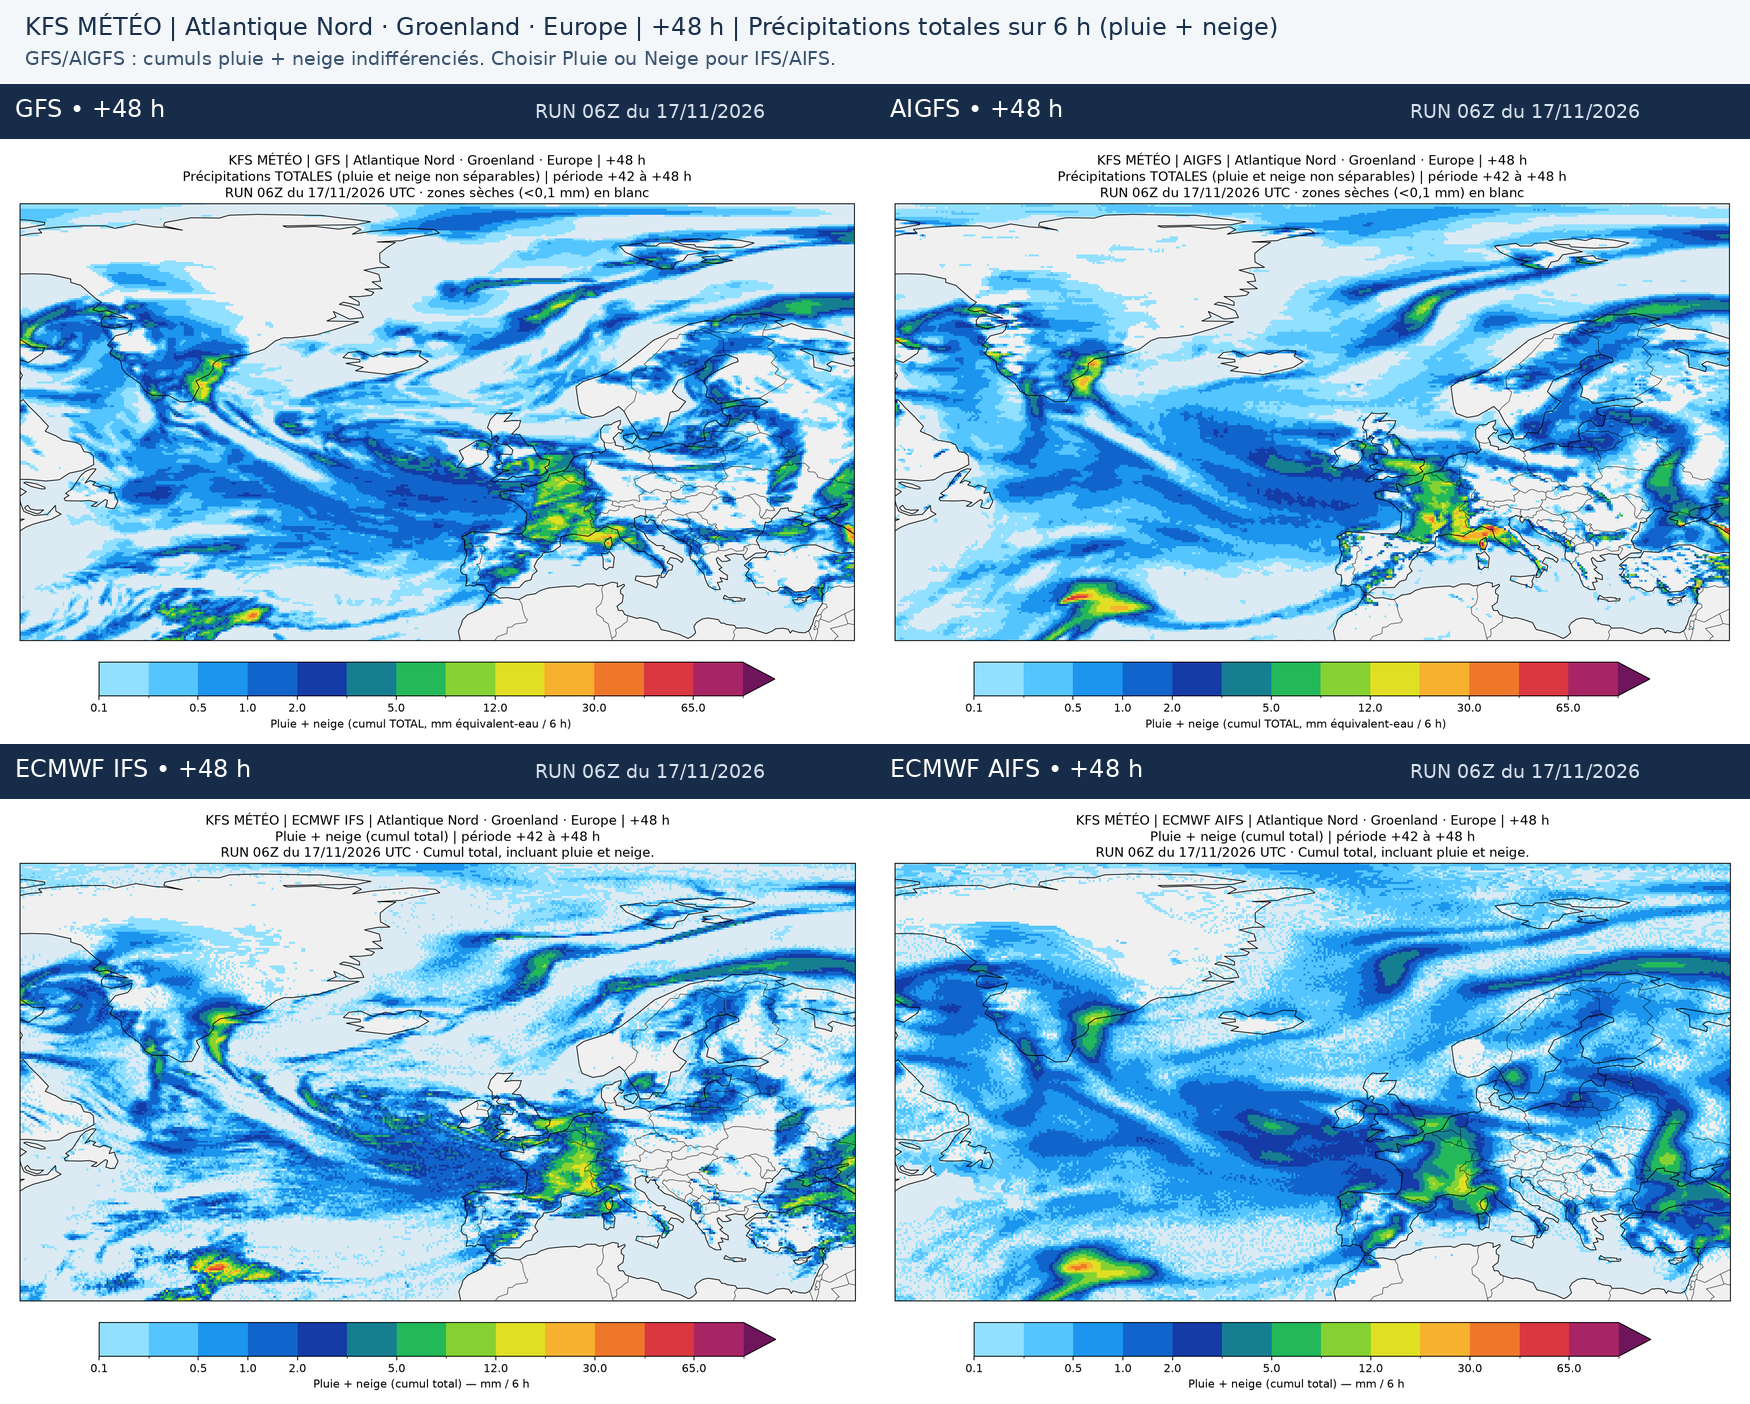 KFS MÉTÉO | Atlantique Nord · Groenland · Europe | +48 h | Précipitations totales sur 6 h (pluie + neige)
GFS/AIGFS : cumuls pluie + neige indifférenciés. Choisir Pluie ou Neige pour IFS/AIFS.
GFS • +48 h
RUN 06Z du 17/11/2026
KFS MÉTÉO | GFS | Atlantique Nord · Groenland · Europe | +48 h
Précipitations TOTALES (pluie et neige non séparables) | période +42 à +48 h
RUN 06Z du 17/11/2026 UTC · zones sèches (<0,1 mm) en blanc
0.1 0.5 1.0 2.0 5.0 12.0 30.0 65.0
Pluie + neige (cumul TOTAL, mm équivalent-eau / 6 h)
AIGFS • +48 h
RUN 06Z du 17/11/2026
KFS MÉTÉO | AIGFS | Atlantique Nord · Groenland · Europe | +48 h
Précipitations TOTALES (pluie et neige non séparables) | période +42 à +48 h
RUN 06Z du 17/11/2026 UTC · zones sèches (<0,1 mm) en blanc
0.1 0.5 1.0 2.0 5.0 12.0 30.0 65.0
Pluie + neige (cumul TOTAL, mm équivalent-eau / 6 h)
ECMWF IFS • +48 h
RUN 06Z du 17/11/2026
KFS MÉTÉO | ECMWF IFS | Atlantique Nord · Groenland · Europe | +48 h
Pluie + neige (cumul total) | période +42 à +48 h
RUN 06Z du 17/11/2026 UTC · Cumul total, incluant pluie et neige.
0.1 0.5 1.0 2.0 5.0 12.0 30.0 65.0
Pluie + neige (cumul total) — mm / 6 h
ECMWF AIFS • +48 h
RUN 06Z du 17/11/2026
KFS MÉTÉO | ECMWF AIFS | Atlantique Nord · Groenland · Europe | +48 h
Pluie + neige (cumul total) | période +42 à +48 h
RUN 06Z du 17/11/2026 UTC · Cumul total, incluant pluie et neige.
0.1 0.5 1.0 2.0 5.0 12.0 30.0 65.0
Pluie + neige (cumul total) — mm / 6 h